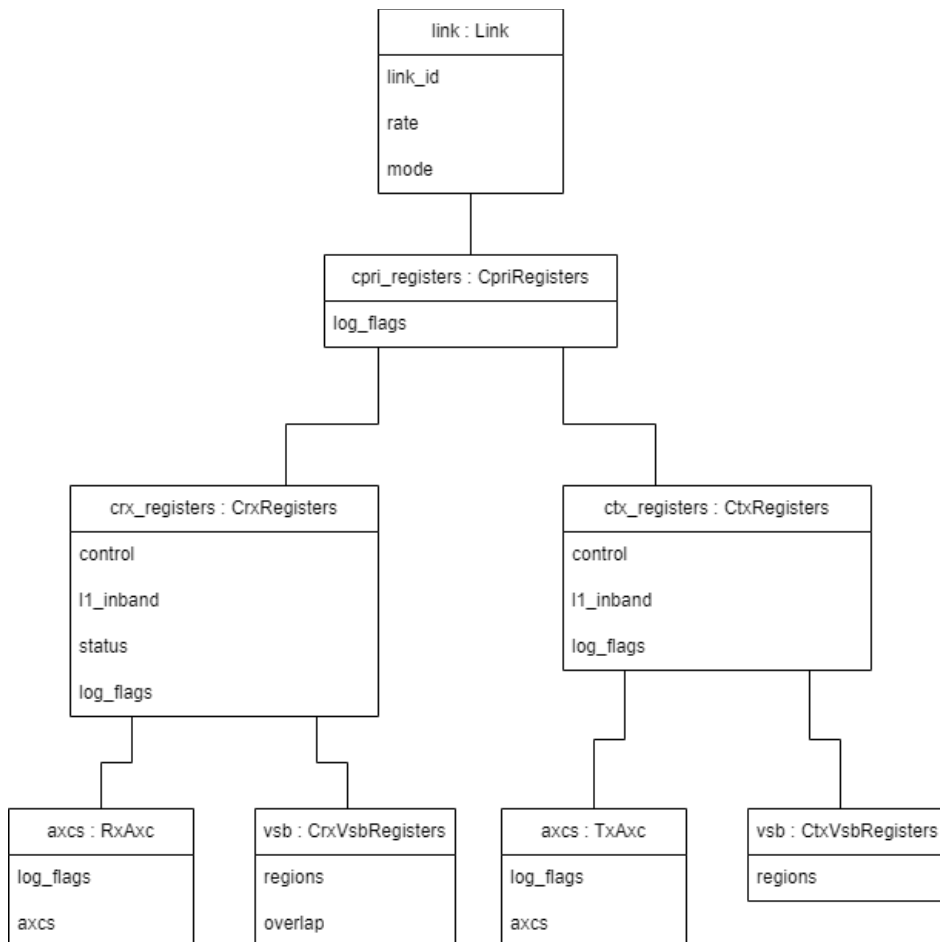 link : Link
link_id
rate
mode
cpri_registers : CpriRegisters
log_flags
crx_registers : CrxRegisters
control
l1_inband
status
log_flags
ctx_registers : CtxRegisters
control
l1_inband
log_flags
axcs : RxAxc
log_flags
axcs
vsb : CrxVsbRegisters
regions
overlap
axcs : TxAxc
log_flags
axcs
vsb : CtxVsbRegisters
regions